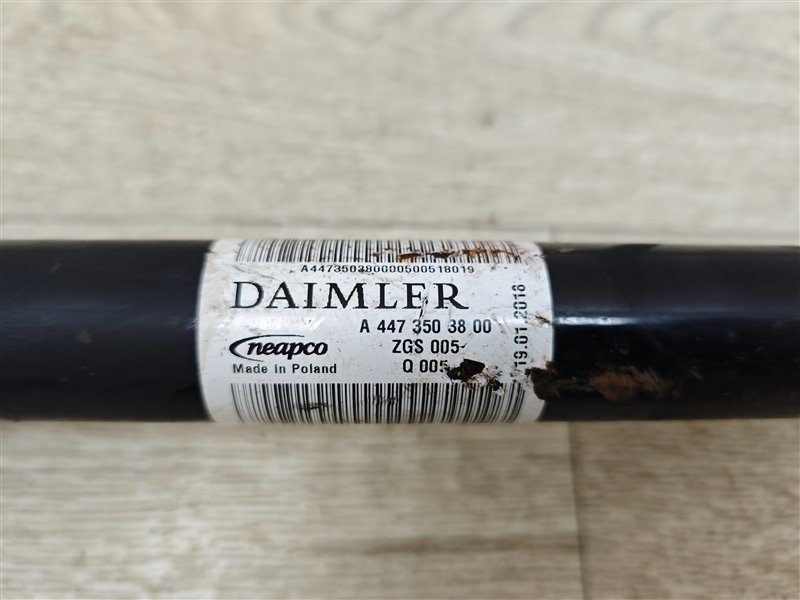 A447350380000500518019
DAIMLER
A 447 350 38 00
neapco
ZGS 005
Made in Poland
Q 005
19.01.2018